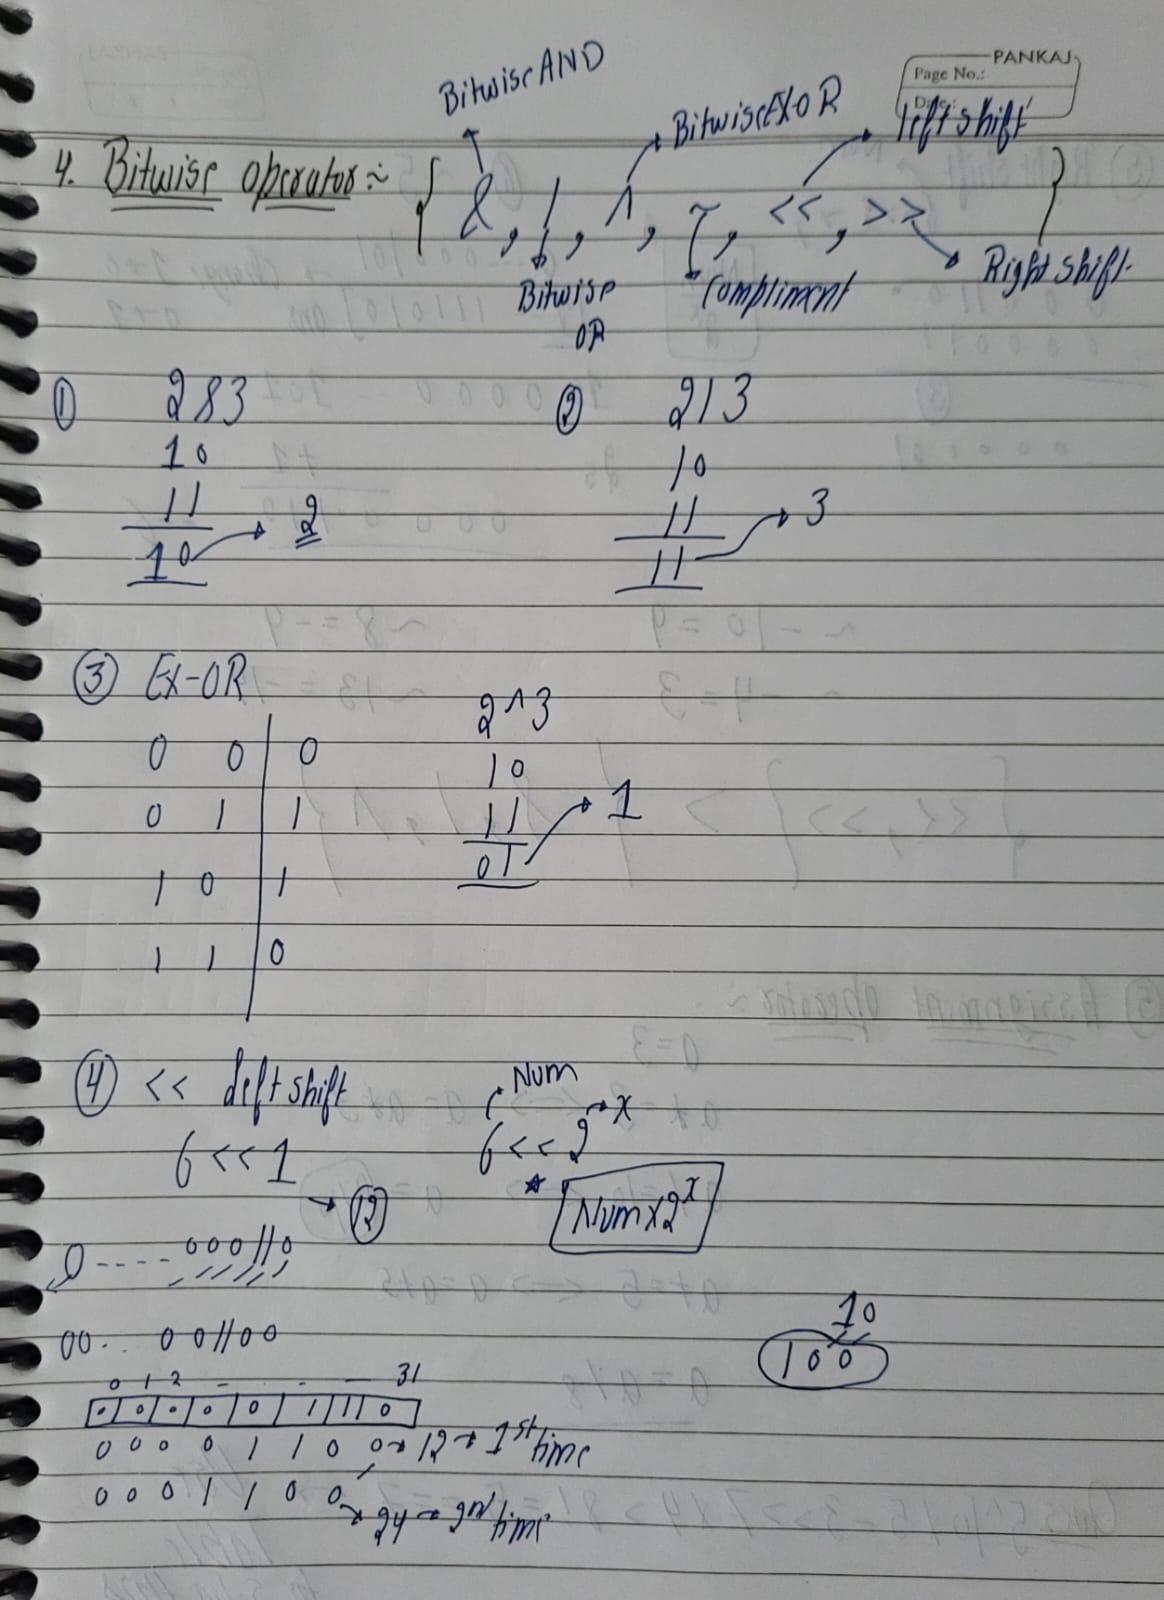 PANKAJ
Page No.:
Date:
Bitwise AND
Bitwise EXOR
left shift
4. Bitwise operator:~ { &, |, ^, ~, <<, >> }
Bitwise OR
Compliment
Right shift.
① 2&3
10
11
10 → 2
② 2|3
10
11
11 → 3
③ Ex-OR
0 0 | 0
0 1 | 1
1 0 | 1
1 1 | 0
2^3
10
11
01 → 1
④ << left shift
6<<1
→ 12
Num
6<<2 → x
* Num x 2^x
0 ---- 000110
00.. 001100
0 1 2 - - - 31
0 0 0 0 0 1 1 0
0 0 0 0 1 1 0 0 → 12 → 1st time
0 0 0 1 1 0 0 → 24 → 2nd time
10
100